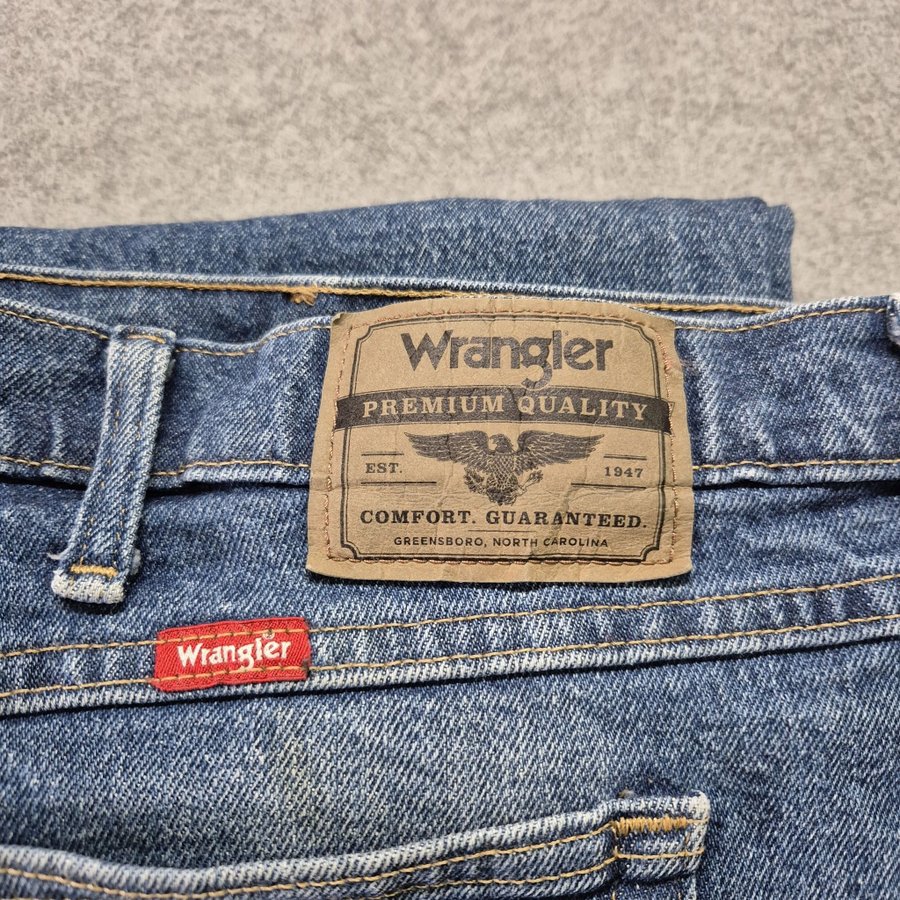 Wrangler
PREMIUM QUALITY
EST. 1947
COMFORT. GUARANTEED.
GREENSBORO, NORTH CAROLINA
Wrangler